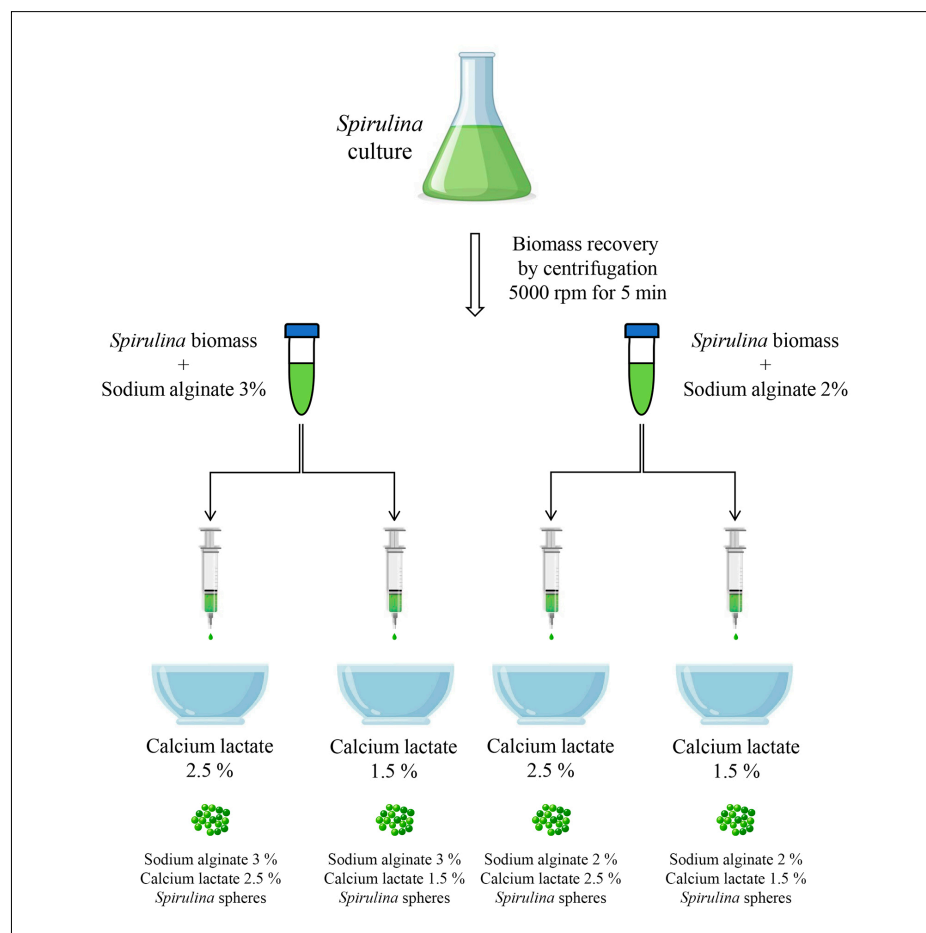 Spirulina
culture
Biomass recovery
by centrifugation
5000 rpm for 5 min
Spirulina biomass
+
Sodium alginate 3%
Spirulina biomass
+
Sodium alginate 2%
Calcium lactate
2.5 %
Calcium lactate
1.5 %
Calcium lactate
2.5 %
Calcium lactate
1.5 %
Sodium alginate 3 %
Calcium lactate 2.5 %
Spirulina spheres
Sodium alginate 3 %
Calcium lactate 1.5 %
Spirulina spheres
Sodium alginate 2 %
Calcium lactate 2.5 %
Spirulina spheres
Sodium alginate 2 %
Calcium lactate 1.5 %
Spirulina spheres